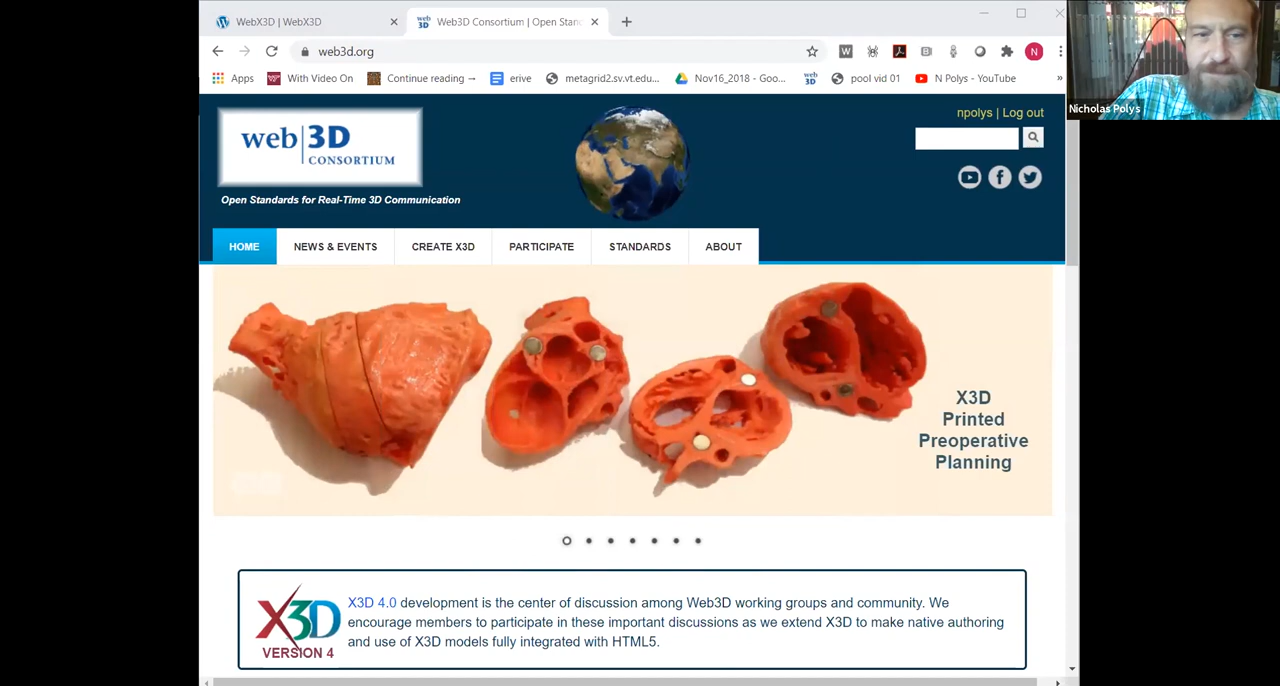 WebX3D | WebX3D
Web3D Consortium | Open Stan
web3d.org
Apps
With Video On
Continue reading →
erive
metagrid2.sv.vt.edu...
Nov16_2018 - Goo...
pool vid 01
N Polys - YouTube
»
Nicholas Polys
web 3D
CONSORTIUM
npolys | Log out
Open Standards for Real-Time 3D Communication
HOME
NEWS & EVENTS
CREATE X3D
PARTICIPATE
STANDARDS
ABOUT
X3D
Printed
Preoperative
Planning
X3D
VERSION 4
X3D 4.0 development is the center of discussion among Web3D working groups and community. We
encourage members to participate in these important discussions as we extend X3D to make native authoring
and use of X3D models fully integrated with HTML5.